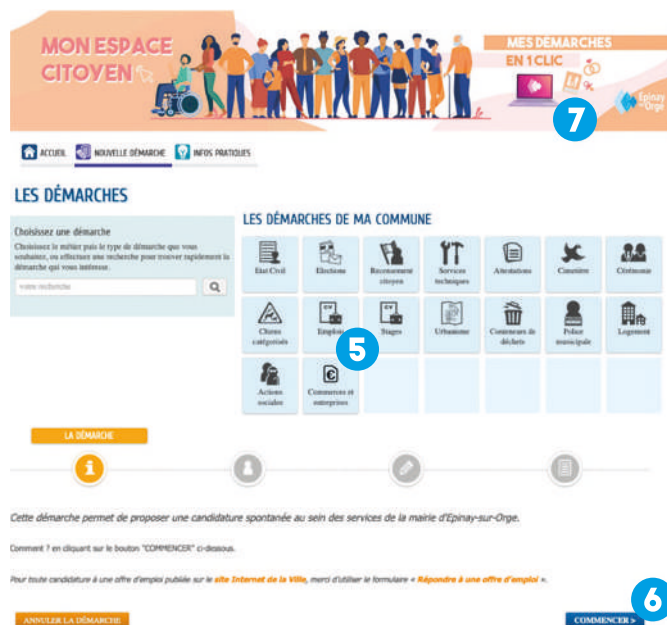 MON ESPACE
CITOYEN
MES DÉMARCHES
EN 1 CLIC
7
Epinay
-sur-
-Orge
ACCUEIL NOUVELLE DÉMARCHE INFOS PRATIQUES
LES DÉMARCHES
Choisissez une démarche
Choisissez le métier puis le type de démarche que vous
souhaitez, ou effectuez une recherche pour trouver rapidement la
démarche qui vous intéresse.
votre recherche
LES DÉMARCHES DE MA COMMUNE
Etat Civil
Elections
Recensement
citoyen
Services
techniques
Attestations
Cimetière
Cérémonie
Chiens
catégorisés
CV
Emplois
CV
Stages
Urbanisme
Conteneurs de
déchets
Police
municipale
Logement
5
Actions
sociales
Commerces et
entreprises
LA DÉMARCHE
Cette démarche permet de proposer une candidature spontanée au sein des services de la mairie d'Epinay-sur-Orge.
Comment ? en cliquant sur le bouton "COMMENCER" ci-dessous.
Pour toute candidature à une offre d'emploi publiée sur le site Internet de la Ville, merci d'utiliser le formulaire « Répondre à une offre d'emploi ».
6
ANNULER LA DÉMARCHE
COMMENCER >